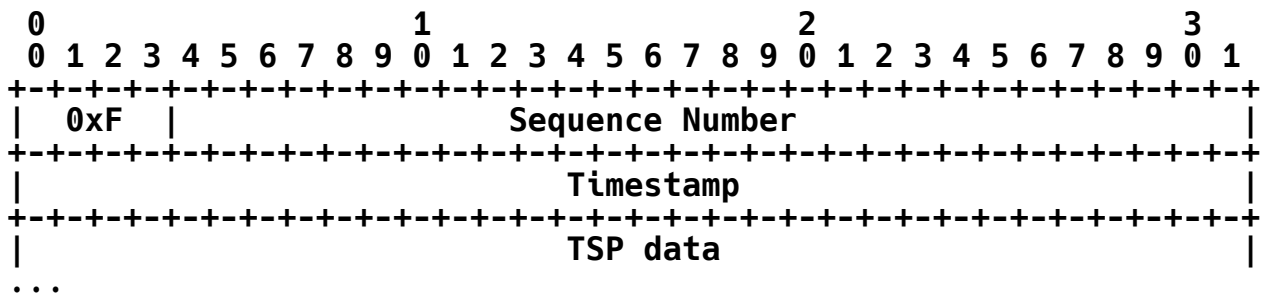 0                   1                   2                   3
 0 1 2 3 4 5 6 7 8 9 0 1 2 3 4 5 6 7 8 9 0 1 2 3 4 5 6 7 8 9 0 1
+-+-+-+-+-+-+-+-+-+-+-+-+-+-+-+-+-+-+-+-+-+-+-+-+-+-+-+-+-+-+-+-+
|  0xF  |                 Sequence Number                       |
+-+-+-+-+-+-+-+-+-+-+-+-+-+-+-+-+-+-+-+-+-+-+-+-+-+-+-+-+-+-+-+-+
|                            Timestamp                          |
+-+-+-+-+-+-+-+-+-+-+-+-+-+-+-+-+-+-+-+-+-+-+-+-+-+-+-+-+-+-+-+-+
|                            TSP data                           |
...